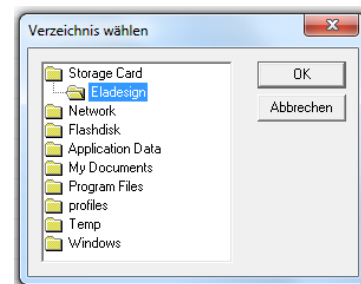 Verzeichnis wählen
Storage Card
Eladesign
Network
Flashdisk
Application Data
My Documents
Program Files
profiles
Temp
Windows
OK
Abbrechen